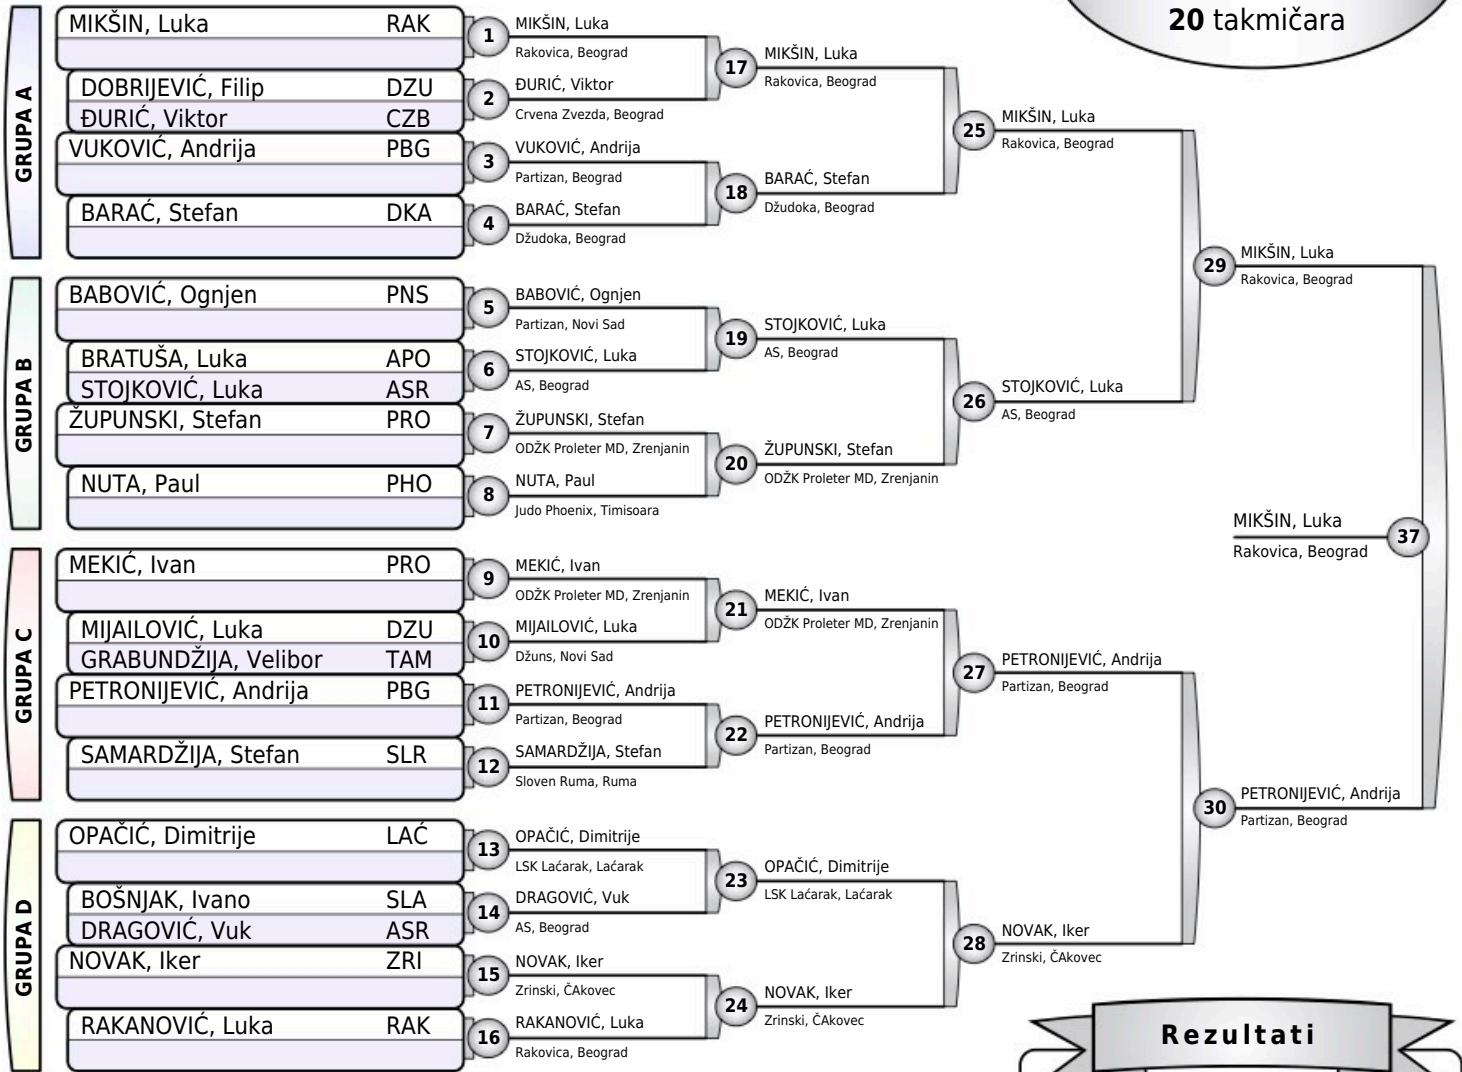 20 takmičara
GRUPA A
MIKŠIN, Luka RAK
DOBRIJEVIĆ, Filip DZU
ĐURIĆ, Viktor CZB
VUKOVIĆ, Andrija PBG
BARAĆ, Stefan DKA
1
MIKŠIN, Luka
Rakovica, Beograd
2
ĐURIĆ, Viktor
Crvena Zvezda, Beograd
3
VUKOVIĆ, Andrija
Partizan, Beograd
4
BARAĆ, Stefan
Džudoka, Beograd
17
MIKŠIN, Luka
Rakovica, Beograd
18
BARAĆ, Stefan
Džudoka, Beograd
25
MIKŠIN, Luka
Rakovica, Beograd
GRUPA B
BABOVIĆ, Ognjen PNS
BRATUŠA, Luka APO
STOJKOVIĆ, Luka ASR
ŽUPUNSKI, Stefan PRO
NUTA, Paul PHO
5
BABOVIĆ, Ognjen
Partizan, Novi Sad
6
STOJKOVIĆ, Luka
AS, Beograd
7
ŽUPUNSKI, Stefan
ODŽK Proleter MD, Zrenjanin
8
NUTA, Paul
Judo Phoenix, Timisoara
19
STOJKOVIĆ, Luka
AS, Beograd
20
ŽUPUNSKI, Stefan
ODŽK Proleter MD, Zrenjanin
26
STOJKOVIĆ, Luka
AS, Beograd
29
MIKŠIN, Luka
Rakovica, Beograd
GRUPA C
MEKIĆ, Ivan PRO
MIJAILOVIĆ, Luka DZU
GRABUNDŽIJA, Velibor TAM
PETRONIJEVIĆ, Andrija PBG
SAMARDŽIJA, Stefan SLR
9
MEKIĆ, Ivan
ODŽK Proleter MD, Zrenjanin
10
MIJAILOVIĆ, Luka
Džuns, Novi Sad
11
PETRONIJEVIĆ, Andrija
Partizan, Beograd
12
SAMARDŽIJA, Stefan
Sloven Ruma, Ruma
21
MEKIĆ, Ivan
ODŽK Proleter MD, Zrenjanin
22
PETRONIJEVIĆ, Andrija
Partizan, Beograd
27
PETRONIJEVIĆ, Andrija
Partizan, Beograd
GRUPA D
OPAČIĆ, Dimitrije LAĆ
BOŠNJAK, Ivano SLA
DRAGOVIĆ, Vuk ASR
NOVAK, Iker ZRI
RAKANOVIĆ, Luka RAK
13
OPAČIĆ, Dimitrije
LSK Laćarak, Laćarak
14
DRAGOVIĆ, Vuk
AS, Beograd
15
NOVAK, Iker
Zrinski, ČAkovec
16
RAKANOVIĆ, Luka
Rakovica, Beograd
23
OPAČIĆ, Dimitrije
LSK Laćarak, Laćarak
24
NOVAK, Iker
Zrinski, ČAkovec
28
NOVAK, Iker
Zrinski, ČAkovec
30
PETRONIJEVIĆ, Andrija
Partizan, Beograd
37
MIKŠIN, Luka
Rakovica, Beograd
Rezultati